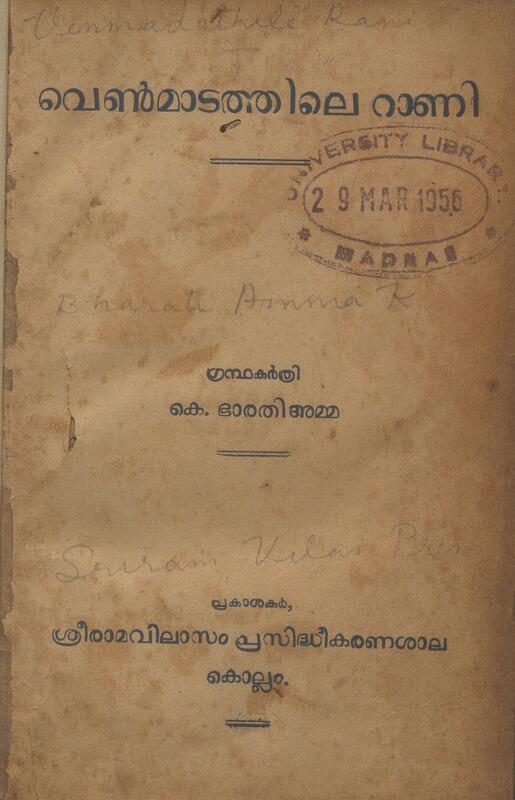 Venmadathile Rani
വെൺമാടത്തിലെ റാണി
UNIVERSITY LIBRARY
29 MAR 1956
MADRAS
Bharati Amma K
ഗ്രന്ഥകർത്രി
കെ. ഭാരതിഅമ്മ
Sriram Vilas Press
പ്രകാശകർ,
ശ്രീരാമവിലാസം പ്രസിദ്ധീകരണശാല
കൊല്ലം.